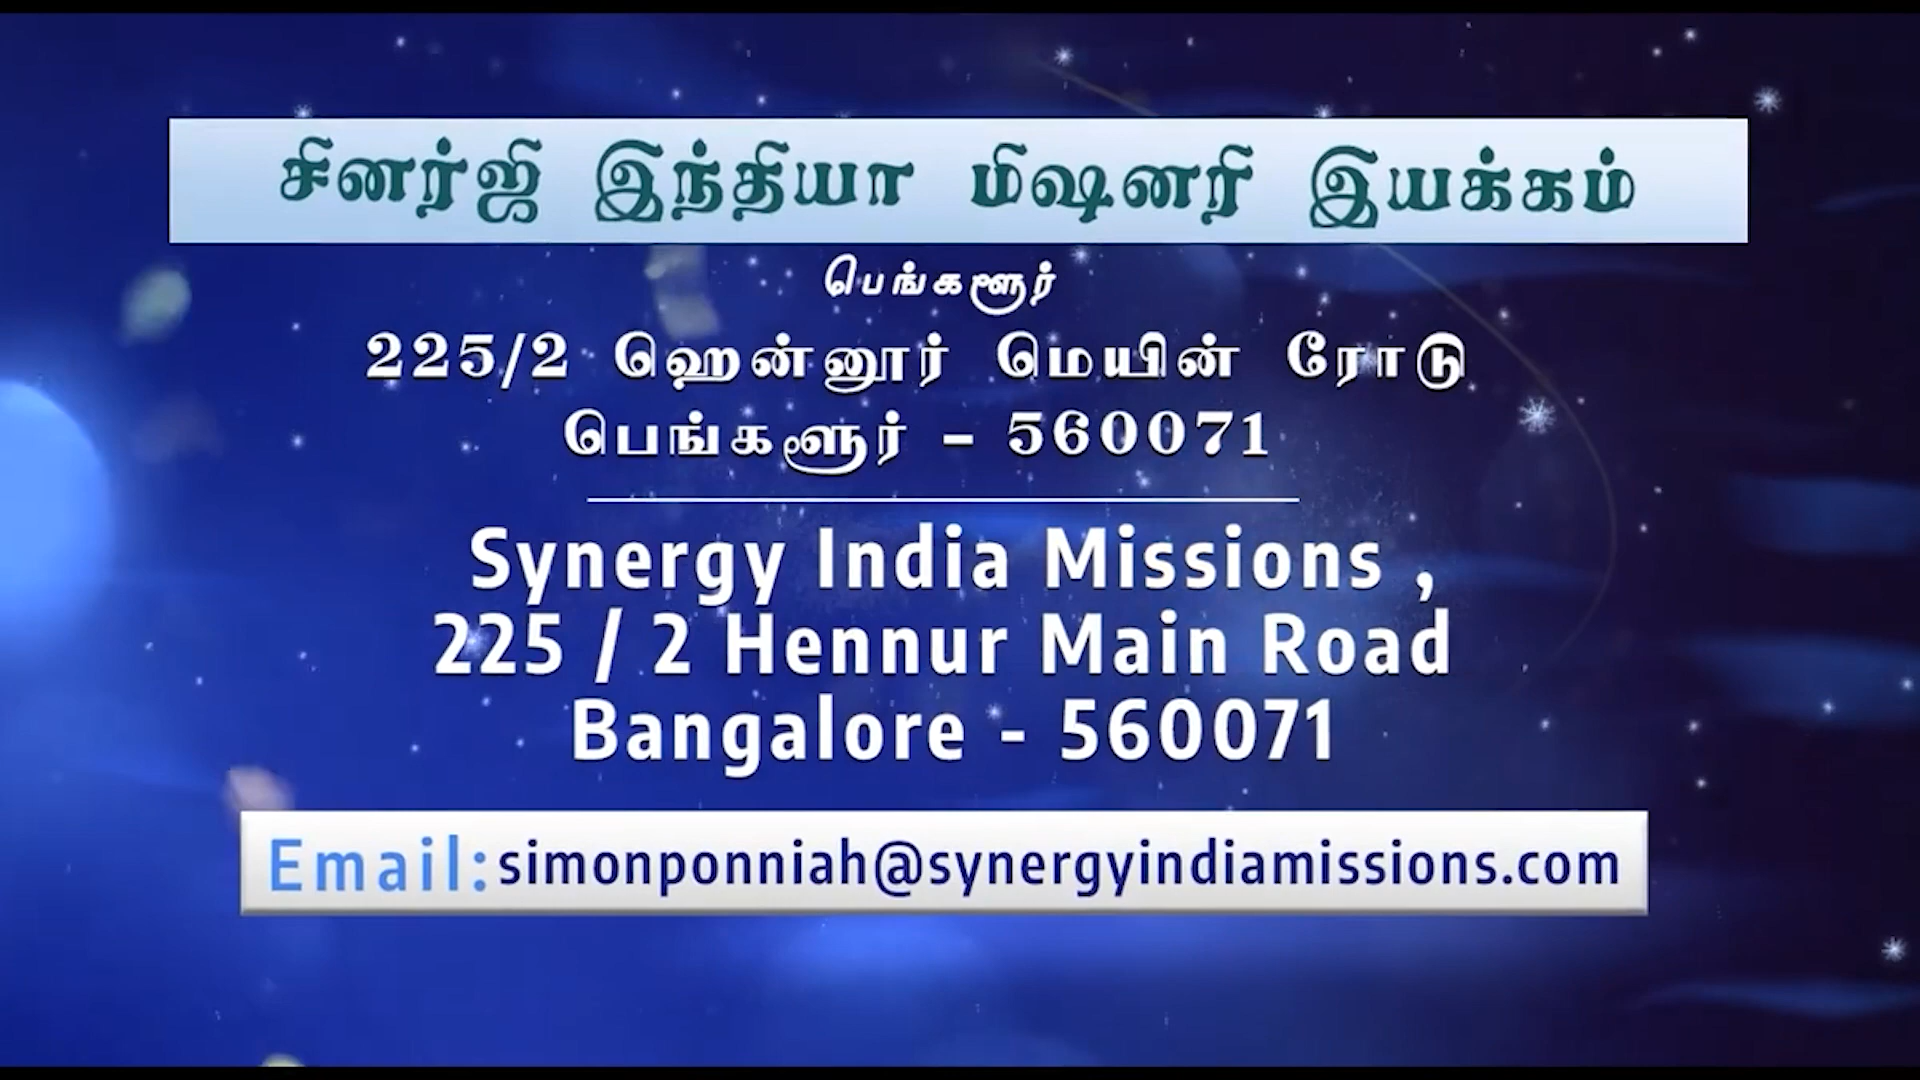 சினர்ஜி இந்தியா மிஷனரி இயக்கம்
பெங்களூர்
225/2 ஹென்னூர் மெயின் ரோடு
பெங்களூர் – 560071
Synergy India Missions ,
225 / 2 Hennur Main Road
Bangalore - 560071
Email:simonponniah@synergyindiamissions.com